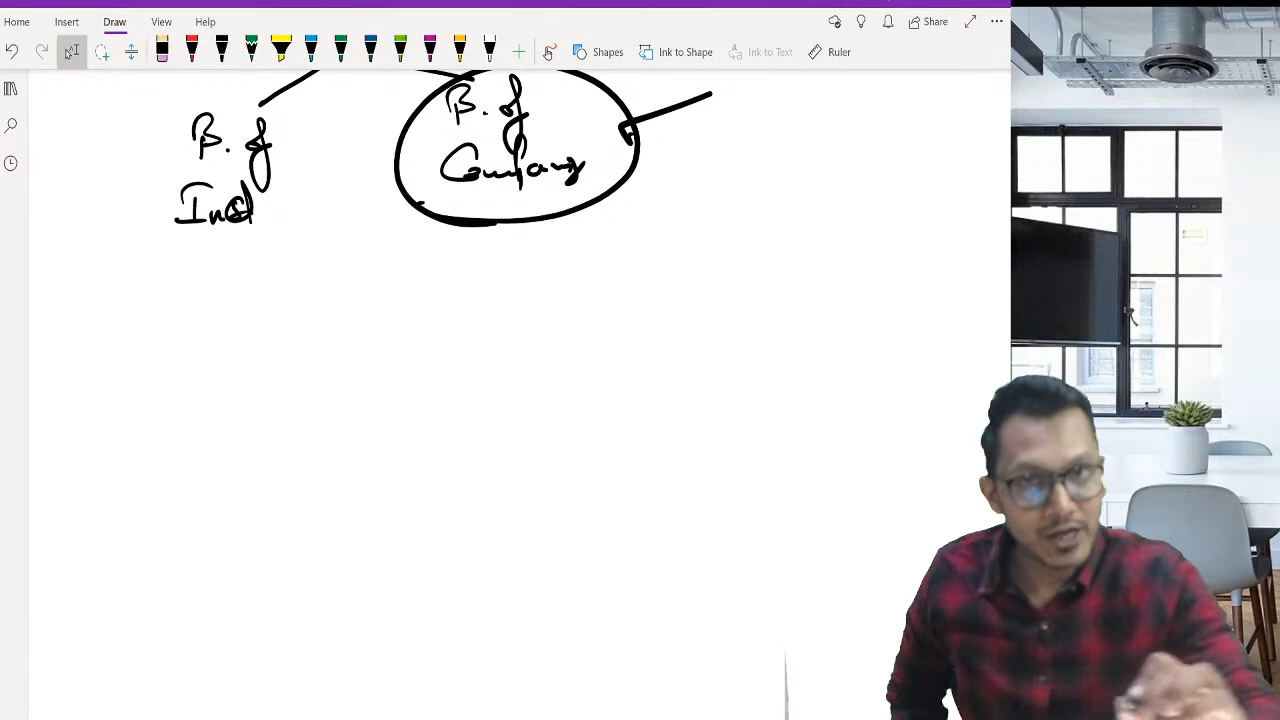 Home Insert Draw View Help
Share
Shapes Ink to Shape Ink to Text Ruler
B. of
Ind
B. of
Company